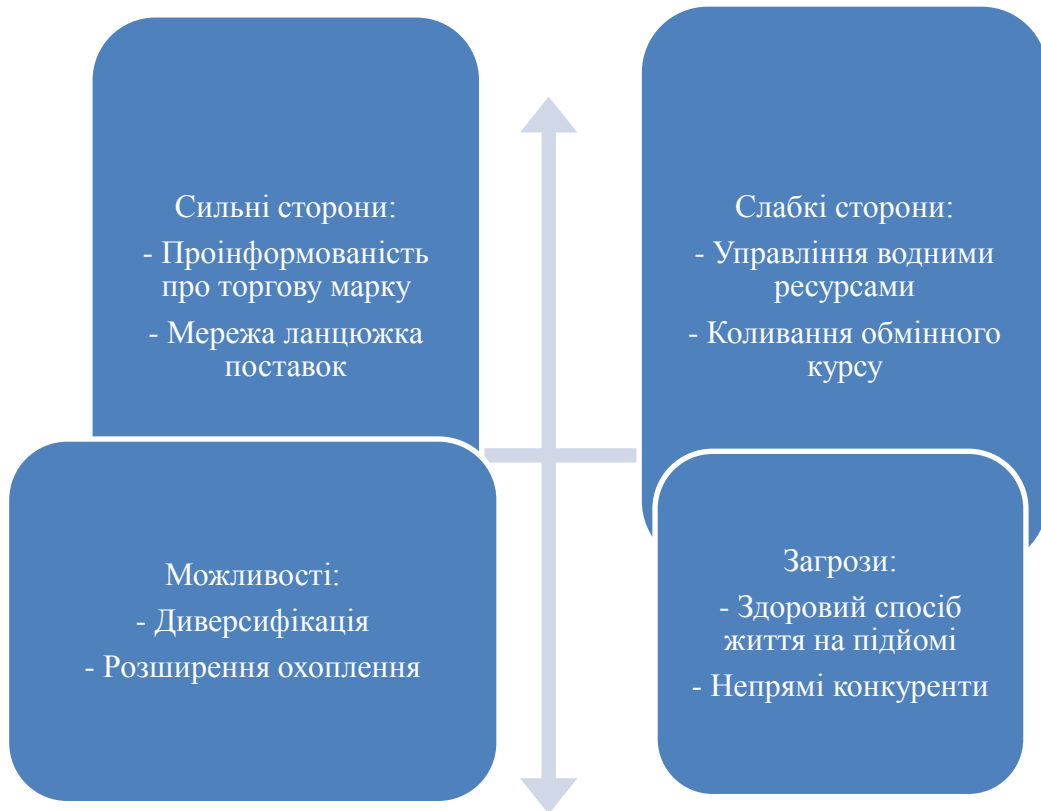 Сильні сторони:
- Проінформованість
про торгову марку
- Мережа ланцюжка
поставок
Слабкі сторони:
- Управління водними
ресурсами
- Коливання обмінного
курсу
Можливості:
- Диверсифікація
- Розширення охоплення
Загрози:
- Здоровий спосіб
життя на підйомі
- Непрямі конкуренти